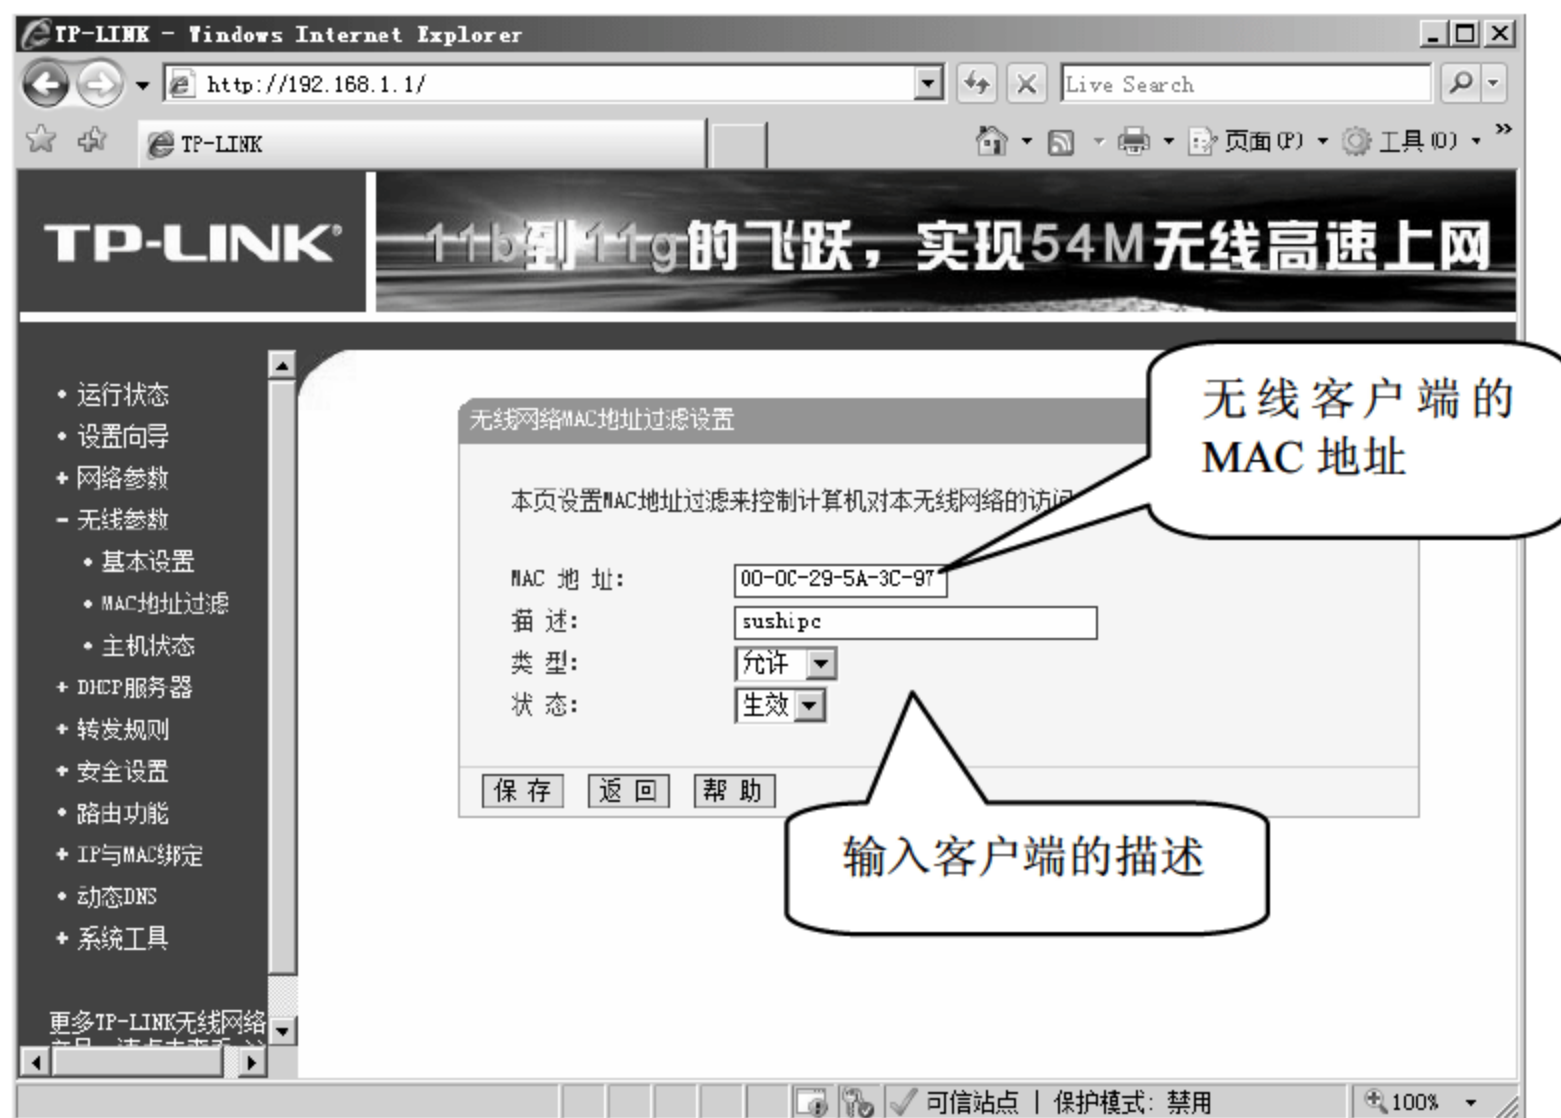 TP-LINK - Windows Internet Explorer
http://192.168.1.1/
Live Search
TP-LINK
页面(P)
工具(O)
TP-LINK®
11b到11g的飞跃，实现54M无线高速上网
• 运行状态
• 设置向导
+ 网络参数
- 无线参数
• 基本设置
• MAC地址过滤
• 主机状态
+ DHCP服务器
+ 转发规则
+ 安全设置
• 路由功能
+ IP与MAC绑定
• 动态DNS
+ 系统工具
更多TP-LINK无线网络
无线网络MAC地址过滤设置
本页设置MAC地址过滤来控制计算机对本无线网络的访问
MAC 地 址: 00-0C-29-5A-3C-97
描 述: sushipc
类 型: 允许
状 态: 生效
保 存 返 回 帮 助
无线客户端的
MAC 地址
输入客户端的描述
可信站点 | 保护模式: 禁用
100%